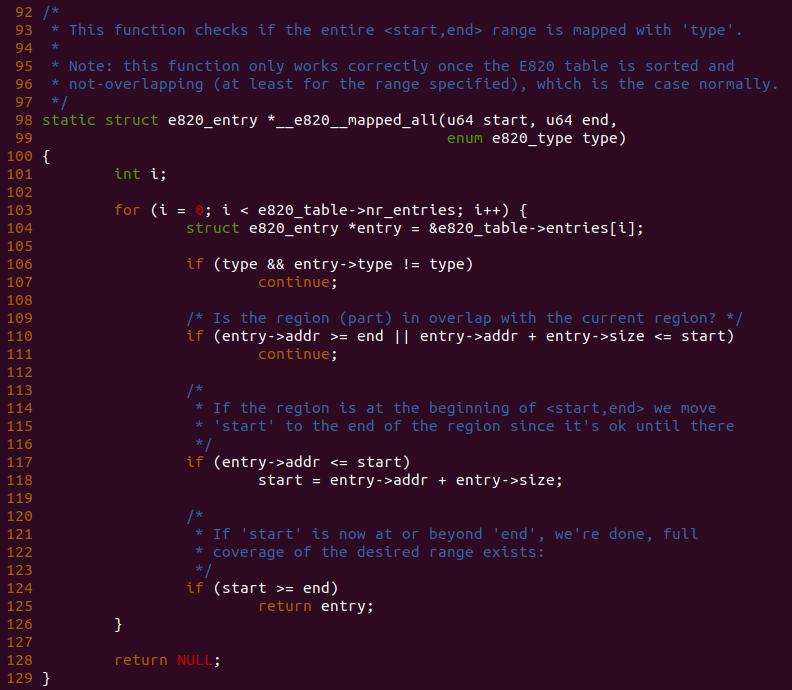 92 /*
93  * This function checks if the entire <start,end> range is mapped with 'type'.
94  *
95  * Note: this function only works correctly once the E820 table is sorted and
96  * not-overlapping (at least for the range specified), which is the case normally.
97  */
98 static struct e820_entry *__e820__mapped_all(u64 start, u64 end,
99                                              enum e820_type type)
100 {
101         int i;
102
103         for (i = 0; i < e820_table->nr_entries; i++) {
104                 struct e820_entry *entry = &e820_table->entries[i];
105
106                 if (type && entry->type != type)
107                         continue;
108
109                 /* Is the region (part) in overlap with the current region? */
110                 if (entry->addr >= end || entry->addr + entry->size <= start)
111                         continue;
112
113                 /*
114                  * If the region is at the beginning of <start,end> we move
115                  * 'start' to the end of the region since it's ok until there
116                  */
117                 if (entry->addr <= start)
118                         start = entry->addr + entry->size;
119
120                 /*
121                  * If 'start' is now at or beyond 'end', we're done, full
122                  * coverage of the desired range exists:
123                  */
124                 if (start >= end)
125                         return entry;
126         }
127
128         return NULL;
129 }